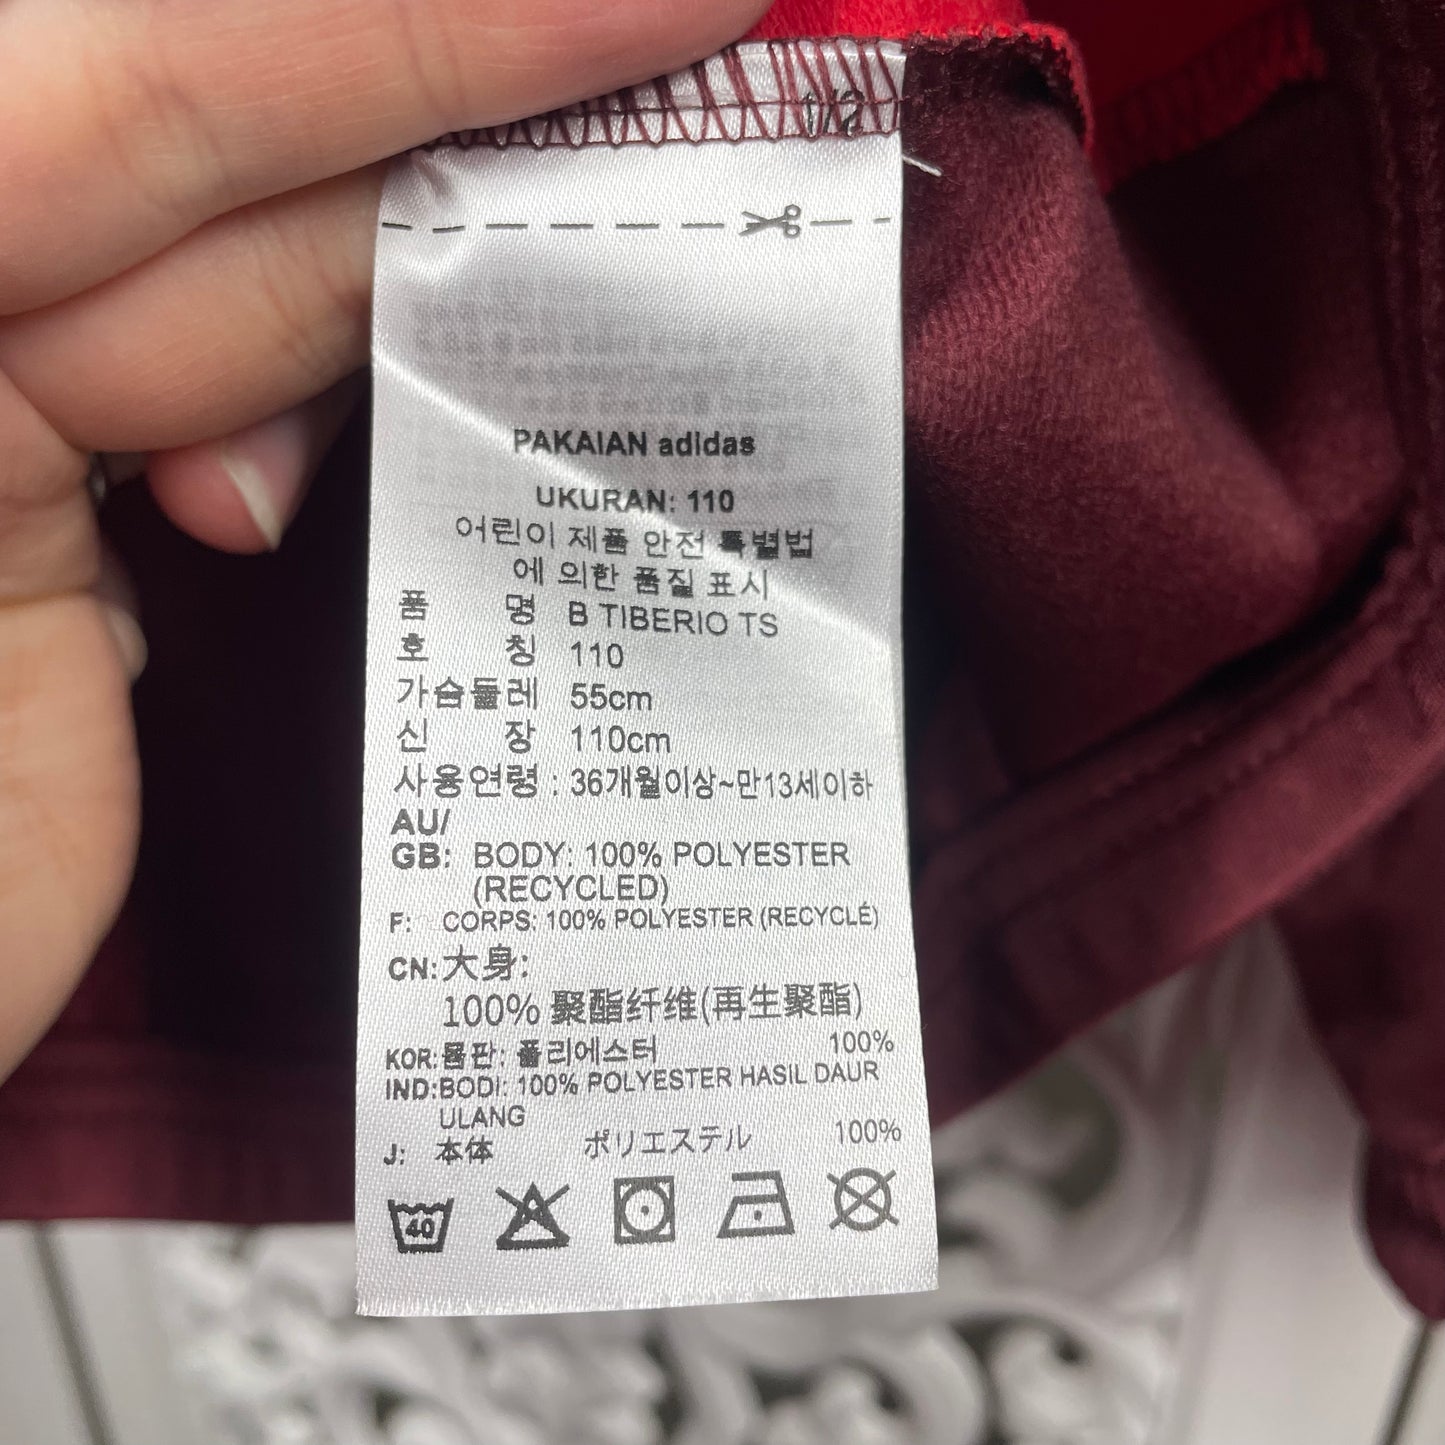 1/2
PAKAIAN adidas
UKURAN: 110
어린이 제품 안전 특별법
에 의한 품질 표시
품 명 B TIBERIO TS
호 칭 110
가슴둘레 55cm
신 장 110cm
사용연령 : 36개월이상~만13세이하
AU/
GB: BODY: 100% POLYESTER
(RECYCLED)
F: CORPS: 100% POLYESTER (RECYCLÉ)
CN: 大身:
100% 聚酯纤维(再生聚酯)
KOR: 몸판: 폴리에스터 100%
IND: BODI: 100% POLYESTER HASIL DAUR
ULANG
J: 本体 ポリエステル 100%
40